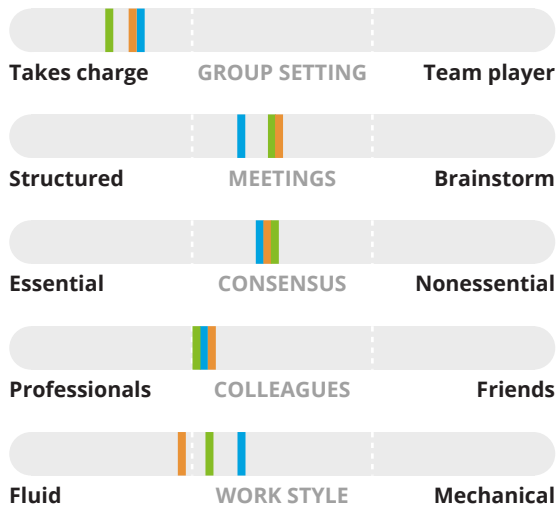 Takes charge GROUP SETTING Team player
Structured MEETINGS Brainstorm
Essential CONSENSUS Nonessential
Professionals COLLEAGUES Friends
Fluid WORK STYLE Mechanical